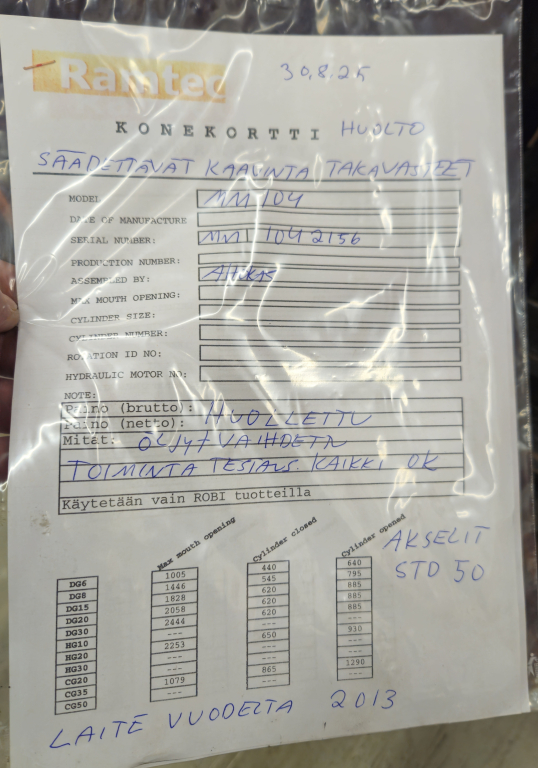 Ramtec
30.8.25
KONEKORTTI HUOLTO
SÄÄDETTÄVÄT KAAVINTA TAKAVASTEET
MODEL MM 104
DATE OF MANUFACTURE
SERIAL NUMBER: MM 104 2156
PRODUCTION NUMBER:
ASSEMBLED BY:
MAX MOUTH OPENING:
CYLINDER SIZE:
CYLINDER NUMBER:
ROTATION ID NO:
HYDRAULIC MOTOR NO:
NOTE:
Paino (brutto): HUOLLETTU
Paino (netto):
Mitat: ÖLJYT VAIHDETTU
TOIMINTA TESTAUS KAIKKI OK
Käytetään vain ROBI tuotteilla
Max mouth opening Cylinder closed Cylinder opened
AKSELIT
STD 50
DG6 1005 440 640
DG8 1446 545 795
DG15 1828 620 885
DG20 2058 620 885
DG30 2444 620 885
HG10 --- --- ---
HG20 2253 650 930
HG30 --- --- ---
CG20 --- --- ---
CG35 1079 865 1290
CG50 --- --- ---
LAITE VUODELTA 2013